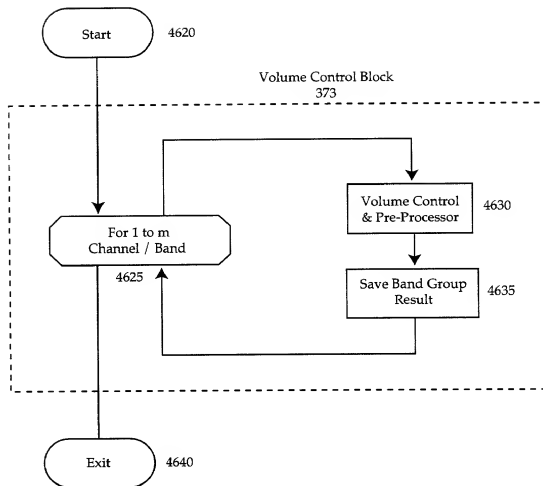 Start
4620
Volume Control Block
373
For 1 to m
Channel / Band
4625
Volume Control
& Pre-Processor
4630
Save Band Group
Result
4635
Exit
4640